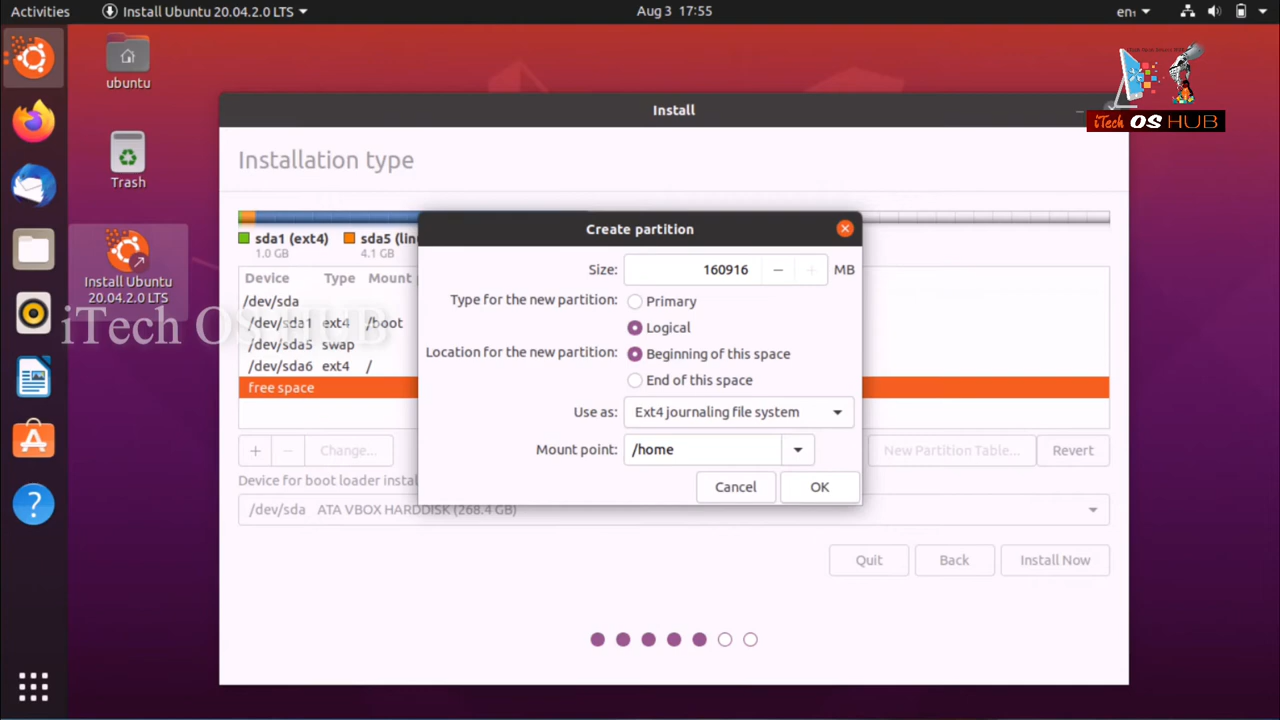 Activities Install Ubuntu 20.04.2.0 LTS Aug 3 17:55 en1
ubuntu
Trash
Install Ubuntu
20.04.2.0 LTS
iTech OS HUB
iTech OS HUB
Install
Installation type
sda1 (ext4) sda5 (lin
1.0 GB 4.1 GB
Device Type Mount
/dev/sda
/dev/sda1 ext4 /boot
/dev/sda5 swap
/dev/sda6 ext4 /
free space
+ − Change... New Partition Table... Revert
Device for boot loader instal
/dev/sda ATA VBOX HARDDISK (268.4 GB)
Quit Back Install Now
Create partition
Size: 160916 − + MB
Type for the new partition: Primary
Logical
Location for the new partition: Beginning of this space
End of this space
Use as: Ext4 journaling file system
Mount point: /home
Cancel OK